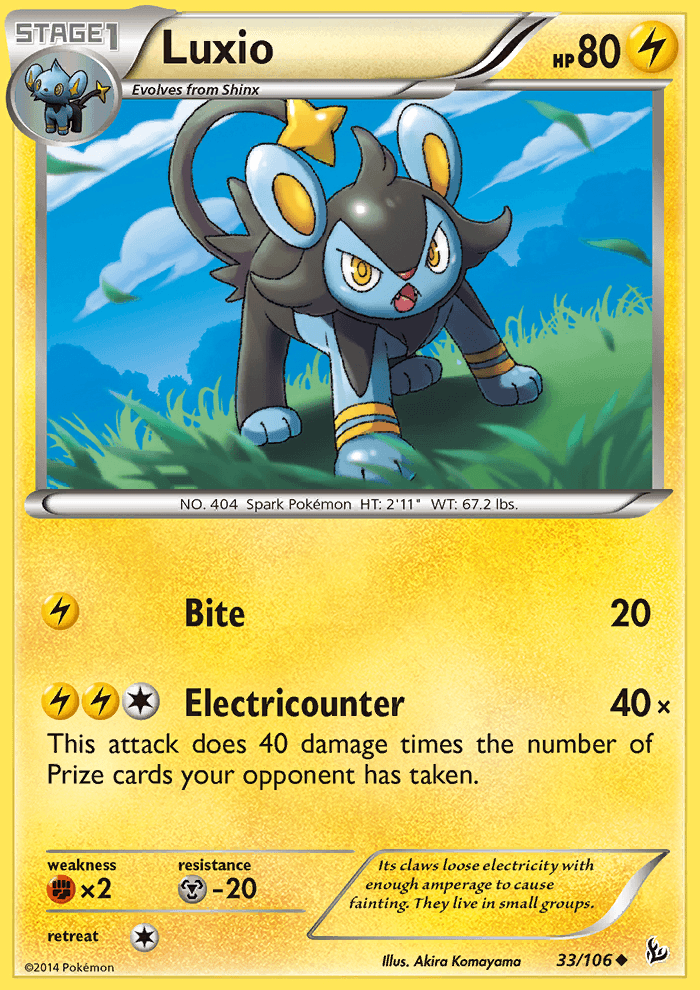 STAGE1
Luxio
HP80
Evolves from Shinx
NO. 404 Spark Pokémon HT: 2'11" WT: 67.2 lbs.
Bite 20
Electricounter 40×
This attack does 40 damage times the number of
Prize cards your opponent has taken.
weakness resistance
×2 -20
retreat
Its claws loose electricity with
enough amperage to cause
fainting. They live in small groups.
©2014 Pokémon
Illus. Akira Komayama 33/106